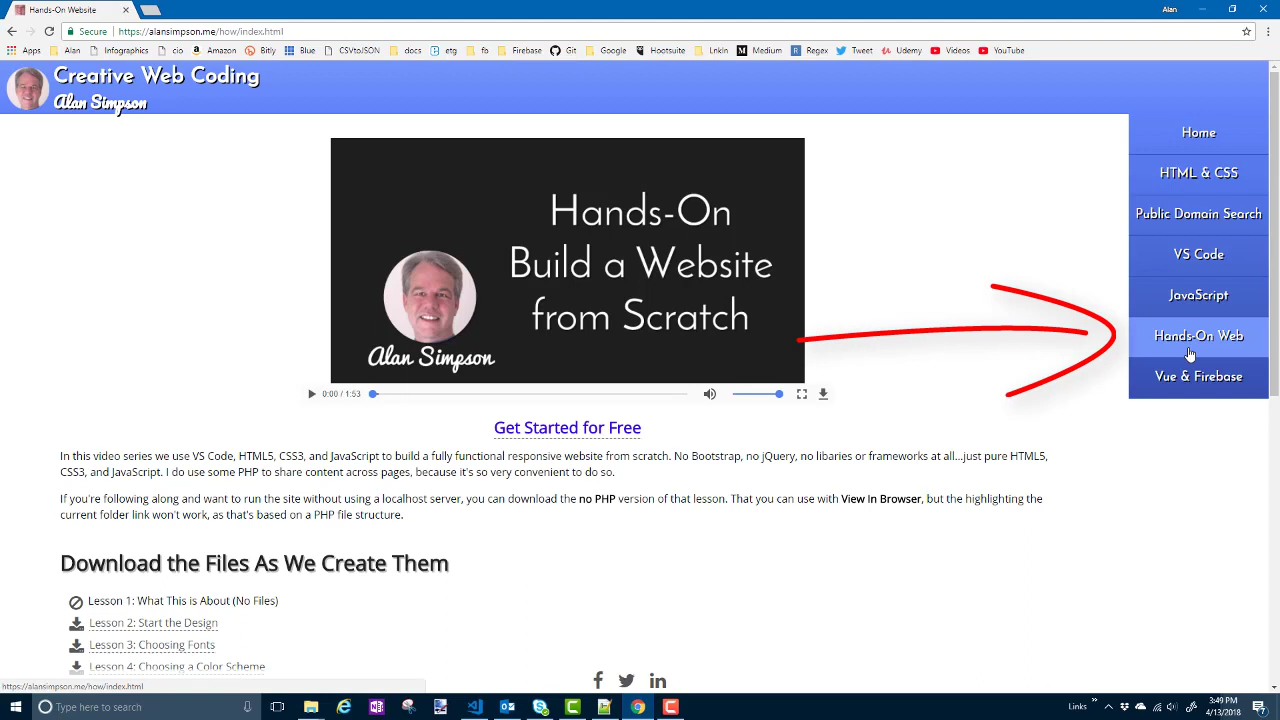 Hands-On Website
Alan
Secure
https://alansimpson.me/how/index.html
Apps Alan Infographics cio Amazon Bitly Blue CSVtoJSON docs etg fb Firebase Git Google Hootsuite LnkIn Medium Regex Tweet Udemy Videos YouTube
Creative Web Coding
Alan Simpson
Home
HTML & CSS
Public Domain Search
VS Code
JavaScript
Hands-On Web
Vue & Firebase
Hands-On
Build a Website
from Scratch
Alan Simpson
0:00 / 1:53
Get Started for Free
In this video series we use VS Code, HTML5, CSS3, and JavaScript to build a fully functional responsive website from scratch. No Bootstrap, no jQuery, no libaries or frameworks at all...just pure HTML5,
CSS3, and JavaScript. I do use some PHP to share content across pages, because it's so very convenient to do so.
If you're following along and want to run the site without using a localhost server, you can download the no PHP version of that lesson. That you can use with View In Browser, but the highlighting the
current folder link won't work, as that's based on a PHP file structure.
Download the Files As We Create Them
Lesson 1: What This is About (No Files)
Lesson 2: Start the Design
Lesson 3: Choosing Fonts
Lesson 4: Choosing a Color Scheme
https://alansimpson.me/how/index.html
Type here to search
Links
3:49 PM
4/13/2018